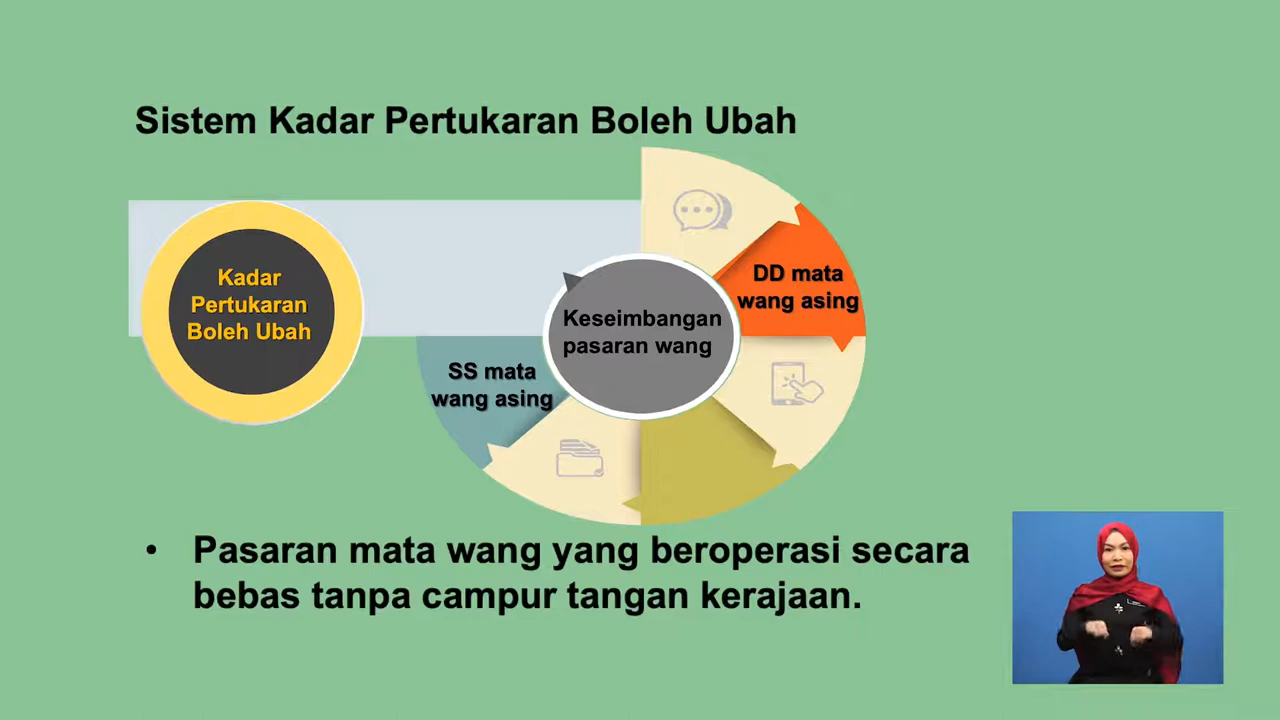 Sistem Kadar Pertukaran Boleh Ubah
Kadar
Pertukaran
Boleh Ubah
DD mata
wang asing
Keseimbangan
pasaran wang
SS mata
wang asing
• Pasaran mata wang yang beroperasi secara
bebas tanpa campur tangan kerajaan.